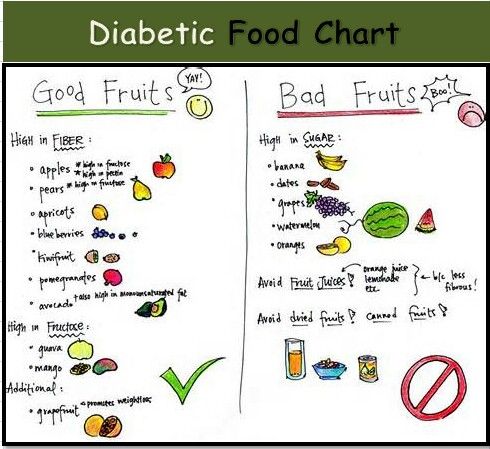 Diabetic Food Chart
Good Fruits
YAY!
High in FIBER :
• apples * high in fructose
* high in pectin
• pears * high in fructose
• apricots
• blueberries
• kiwifruit
• pomegranates
• avocado * also high in monounsaturated fat
High in Fructose :
• guava
• mango
Additional :
• grapefruit * promotes weightloss
Bad Fruits
BOO!
High in SUGAR :
• banana
• dates
• grapes
• watermelon
• oranges
Avoid Fruit Juices!
orange juice
lemonade
etc.
b/c less
fibrous!
Avoid dried fruits! canned fruits!